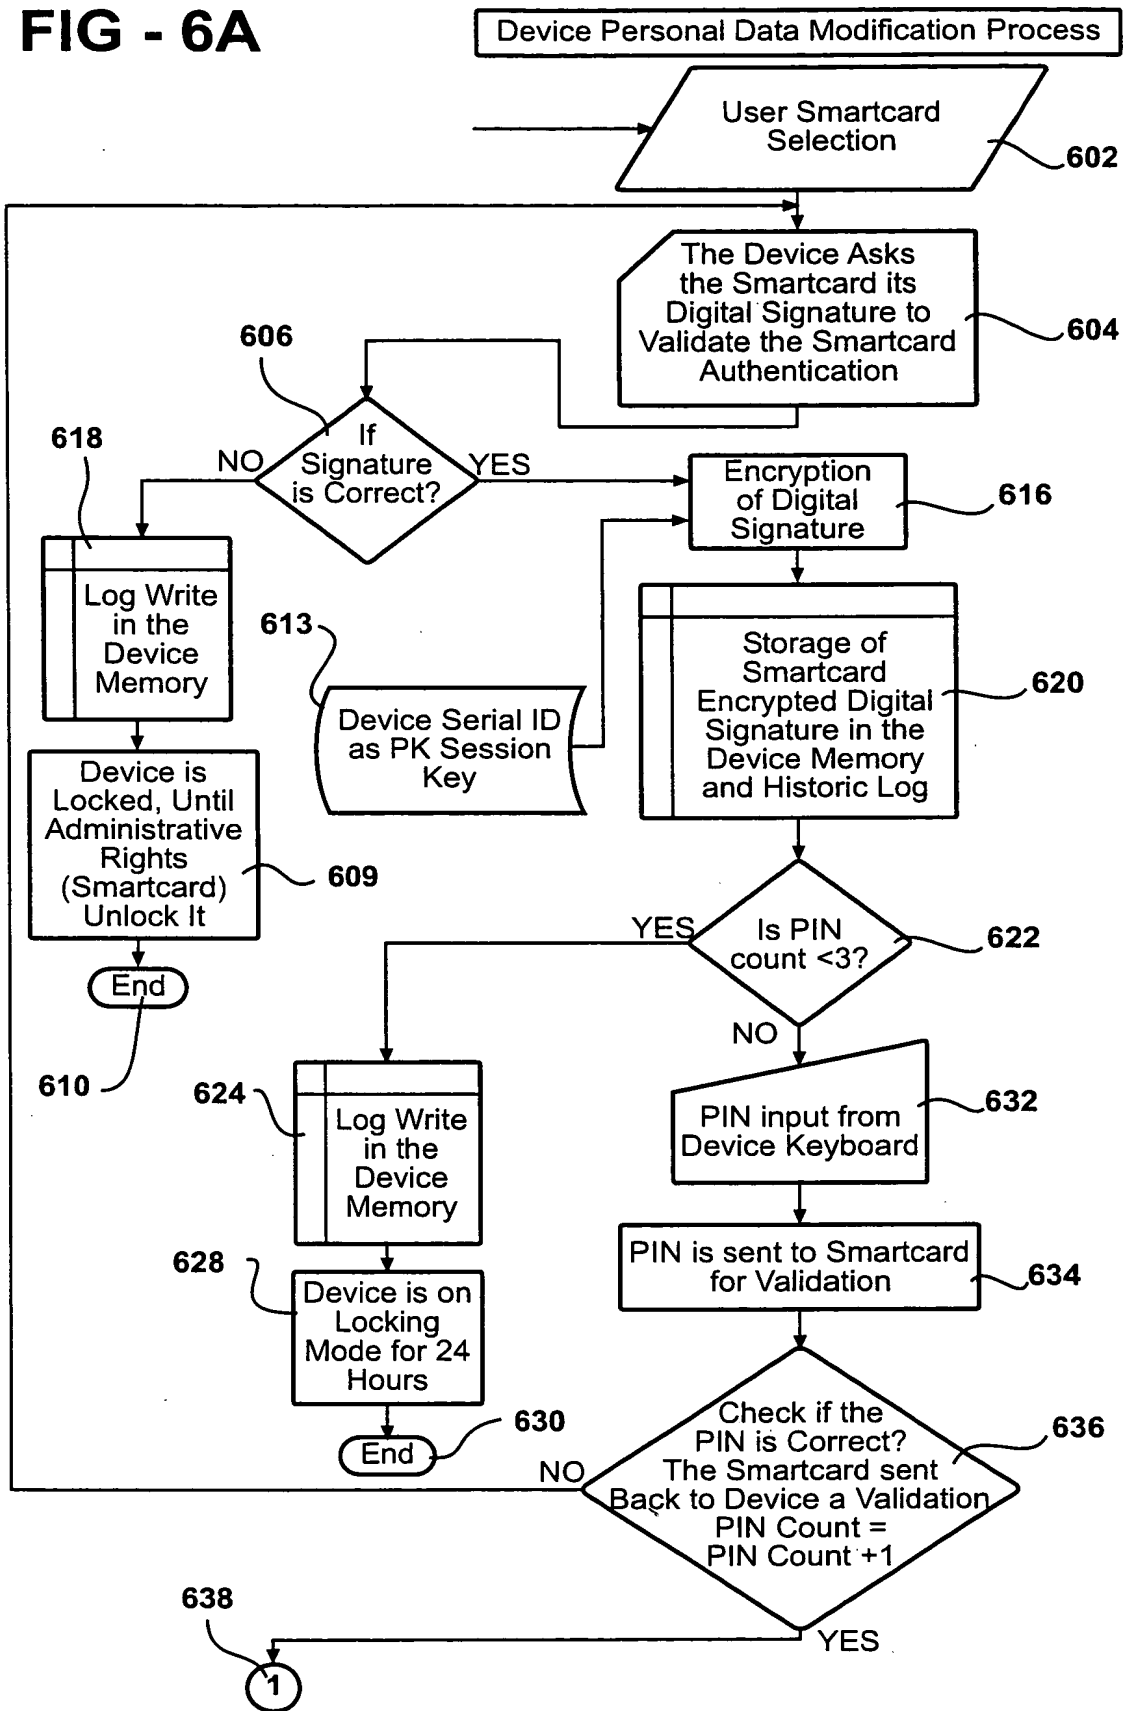 FIG - 6A
Device Personal Data Modification Process
User Smartcard
Selection
602
The Device Asks
the Smartcard its
Digital Signature to
Validate the Smartcard
Authentication
604
606
If
Signature
is Correct?
NO
YES
618
Log Write
in the
Device
Memory
Encryption
of Digital
Signature
616
613
Device Serial ID
as PK Session
Key
Storage of
Smartcard
Encrypted Digital
Signature in the
Device Memory
and Historic Log
620
Device is
Locked, Until
Administrative
Rights
(Smartcard)
Unlock It
609
End
610
Is PIN
count <3?
622
YES
NO
624
Log Write
in the
Device
Memory
PIN input from
Device Keyboard
632
628
Device is on
Locking
Mode for 24
Hours
PIN is sent to Smartcard
for Validation
634
End
630
Check if the
PIN is Correct?
The Smartcard sent
Back to Device a Validation
PIN Count =
PIN Count +1
636
NO
YES
638
1